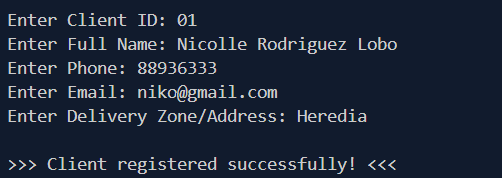 Enter Client ID: 01
Enter Full Name: Nicolle Rodriguez Lobo
Enter Phone: 88936333
Enter Email: niko@gmail.com
Enter Delivery Zone/Address: Heredia
>>> Client registered successfully! <<<